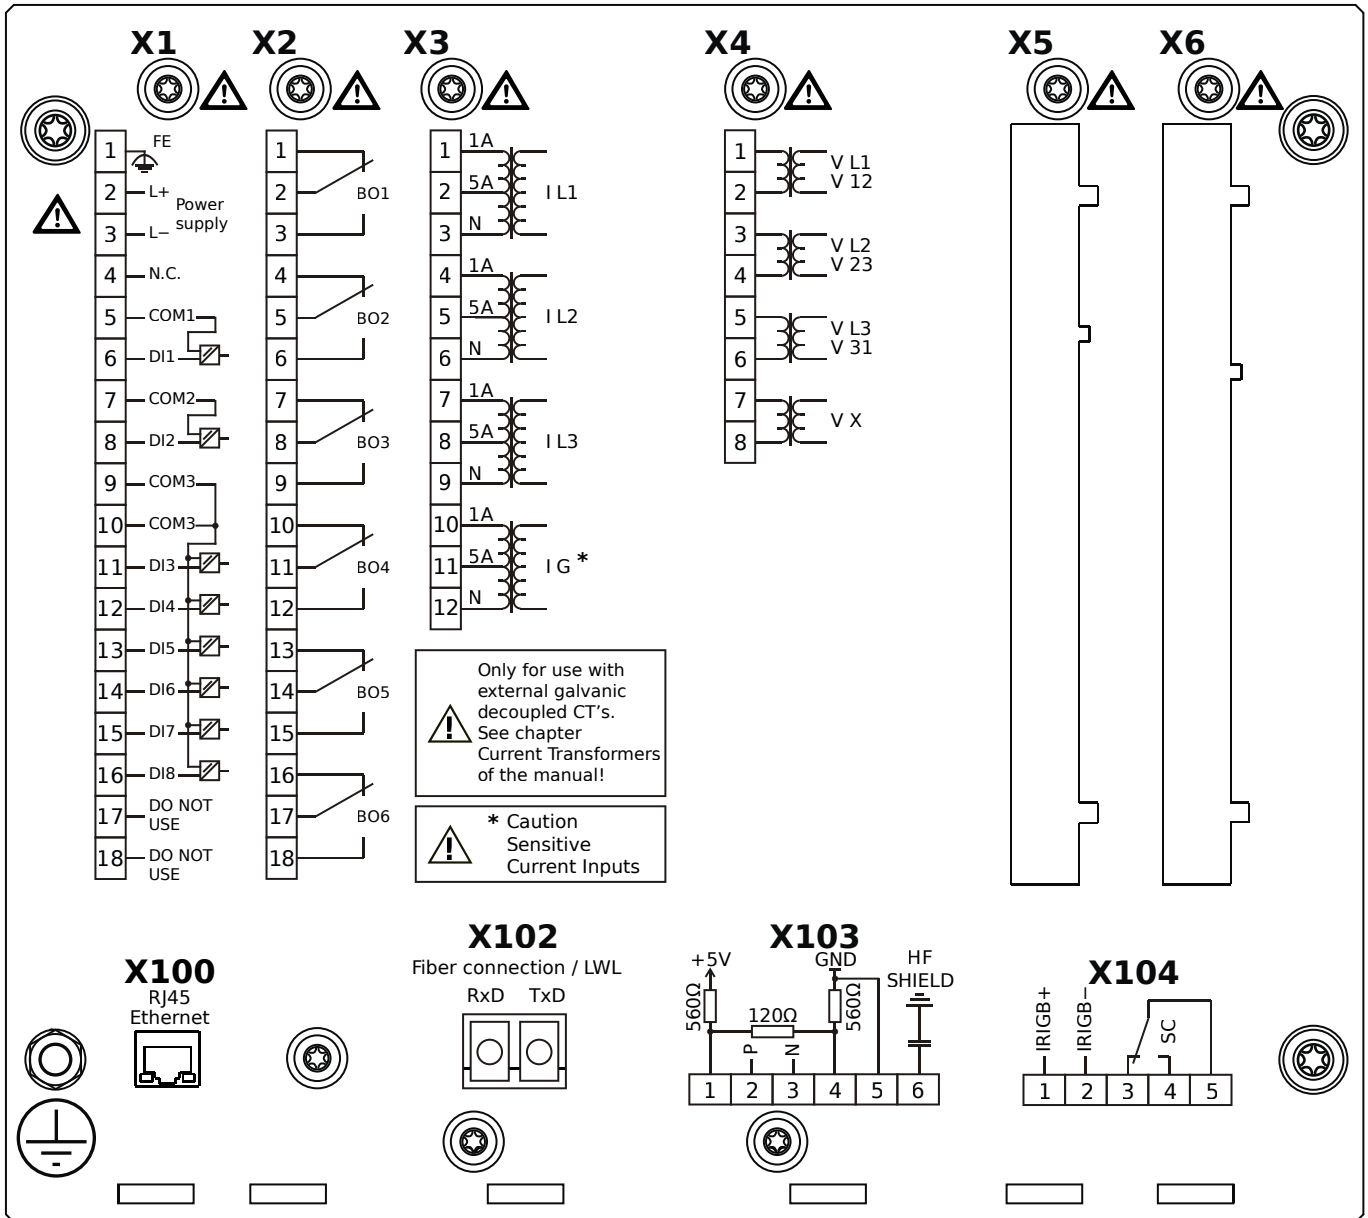 X1 X2 X3 X4 X5 X6
1 FE
2 L+
Power
supply
3 L−
4 N.C.
5 COM1
6 DI1
7 COM2
8 DI2
9 COM3
10 COM3
11 DI3
12 DI4
13 DI5
14 DI6
15 DI7
16 DI8
17 DO NOT
USE
18 DO NOT
USE
1
2 BO1
3
4
5 BO2
6
7
8 BO3
9
10
11 BO4
12
13
14 BO5
15
16
17 BO6
18
1 1A
2 5A I L1
3 N
4 1A
5 5A I L2
6 N
7 1A
8 5A I L3
9 N
10 1A
11 5A I G *
12 N
Only for use with
external galvanic
decoupled CT's.
See chapter
Current Transformers
of the manual!
* Caution
Sensitive
Current Inputs
1 V L1
2 V 12
3 V L2
4 V 23
5 V L3
6 V 31
7
V X
8
X100
RJ45
Ethernet
X102
Fiber connection / LWL
RxD TxD
X103
+5V GND HF
SHIELD
560Ω 120Ω 560Ω
P N
1 2 3 4 5 6
X104
IRIGB+ IRIGB− SC
1 2 3 4 5